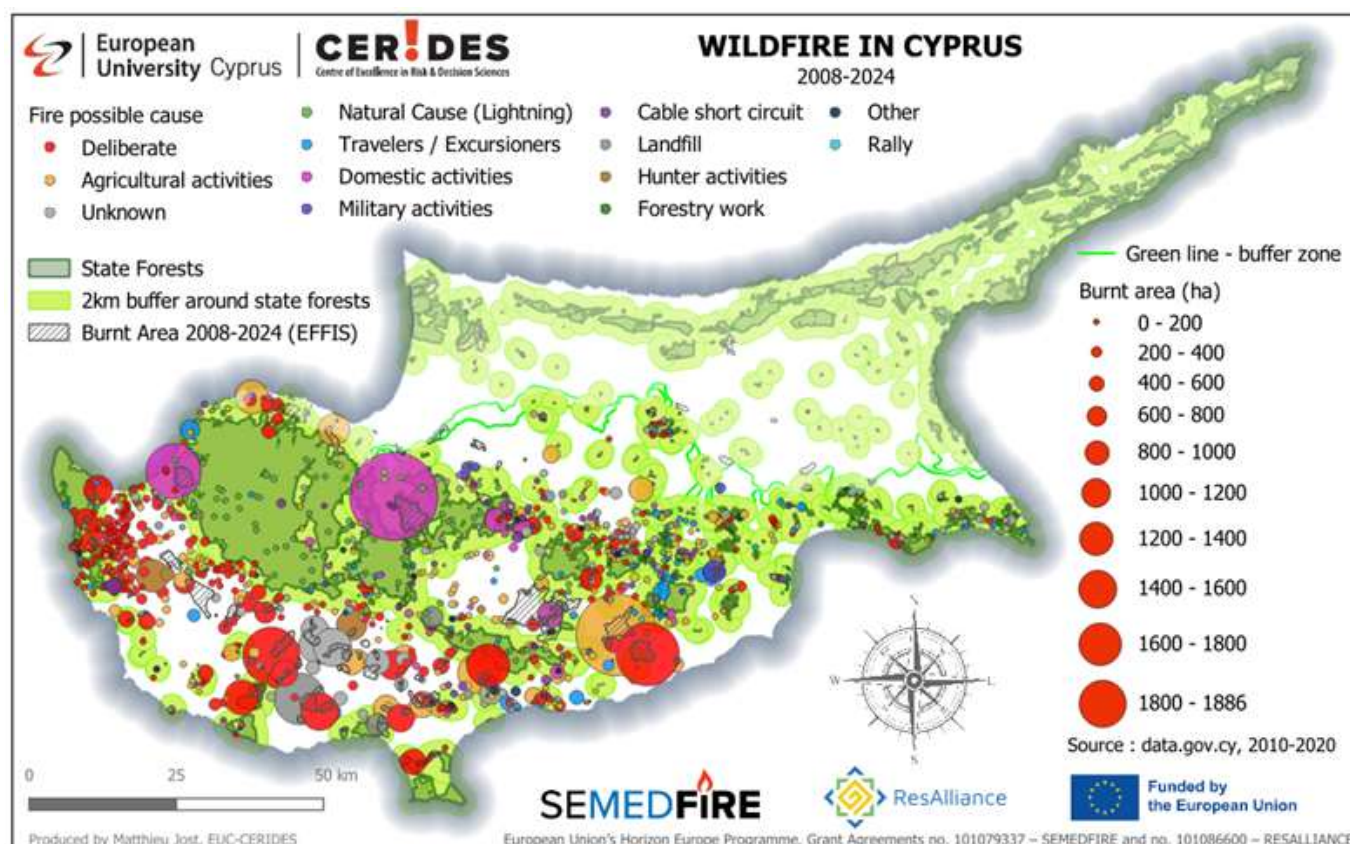 European
University Cyprus
CER!DES
Centre of Excellence in Risk & Decision Sciences
WILDFIRE IN CYPRUS
2008-2024
Fire possible cause
Deliberate
Agricultural activities
Unknown
Natural Cause (Lightning)
Travelers / Excursioners
Domestic activities
Military activities
Cable short circuit
Landfill
Hunter activities
Forestry work
Other
Rally
State Forests
2km buffer around state forests
Burnt Area 2008-2024 (EFFIS)
Green line - buffer zone
Burnt area (ha)
0 - 200
200 - 400
400 - 600
600 - 800
800 - 1000
1000 - 1200
1200 - 1400
1400 - 1600
1600 - 1800
1800 - 1886
Source : data.gov.cy, 2010-2020
W
S
0 25 50 km
SEMEDFIRE
ResAlliance
Funded by
the European Union
Produced by Matthieu Jost, EUC-CERIDES
European Union's Horizon Europe Programme, Grant Agreements no. 101079337 – SEMEDFIRE and no. 101086600 – RESALLIANCE